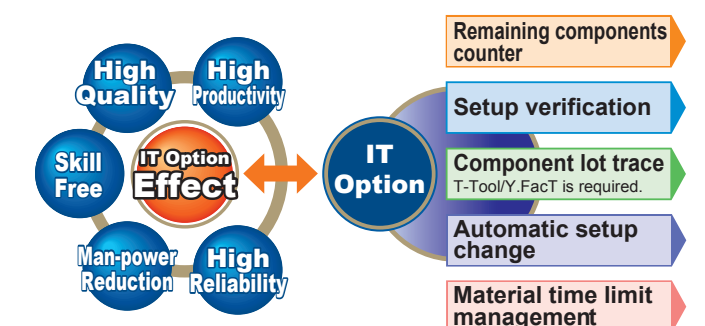 High
Quality
High
Productivity
Skill
Free
IT Option
Effect
Man-power
Reduction
High
Reliability
IT
Option
Remaining components
counter
Setup verification
Component lot trace
T-Tool/Y.FacT is required.
Automatic setup
change
Material time limit
management